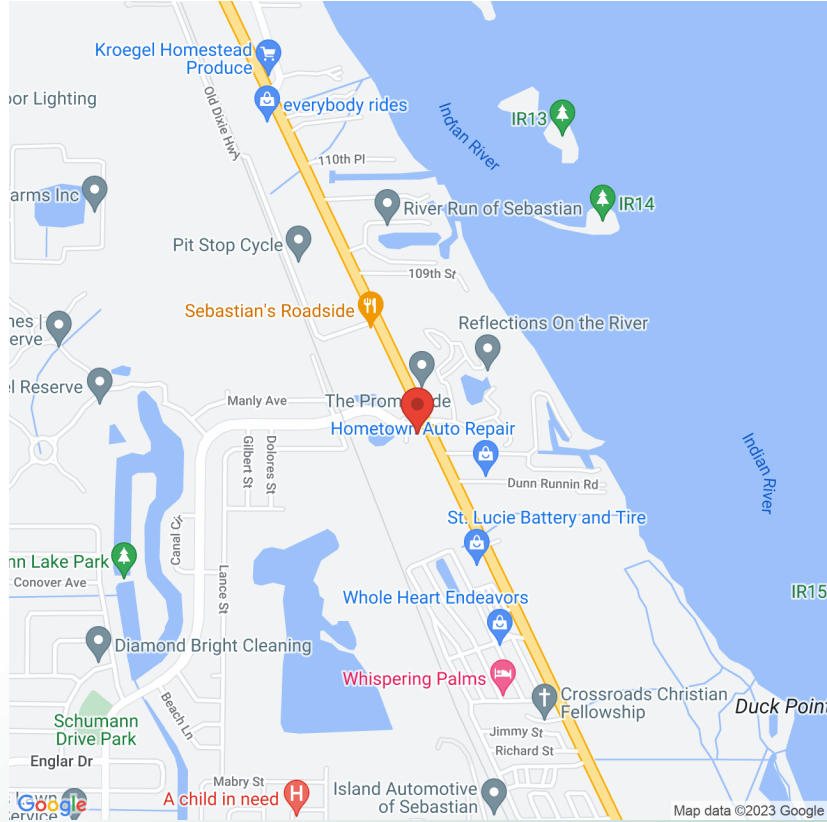 Kroegel Homestead
Produce
oor Lighting
everybody rides
Old Dixie Hwy
Indian River
IR13
110th Pl
arms Inc
River Run of Sebastian
IR14
Pit Stop Cycle
109th St
Sebastian's Roadside
nes |
erve
Reflections On the River
el Reserve
Manly Ave
The Prom
de
Hometown Auto Repair
Gilbert St
Dolores St
Indian River
Dunn Runnin Rd
St. Lucie Battery and Tire
Canal Cir
nn Lake Park
Conover Ave
Lance St
Whole Heart Endeavors
IR15
Diamond Bright Cleaning
Whispering Palms
Crossroads Christian
Fellowship
Beach Ln
Duck Point
Schumann
Drive Park
Jimmy St
Richard St
Englar Dr
Mabry St
A child in need
H
Island Automotive
of Sebastian
Lawn
Service
Google
Map data ©2023 Google